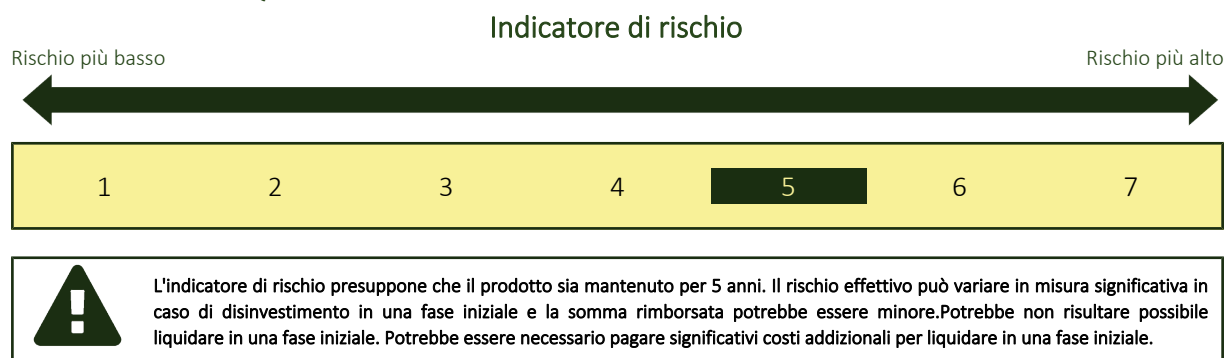 Indicatore di rischio
Rischio più basso
Rischio più alto
1 2 3 4 5 6 7
L'indicatore di rischio presuppone che il prodotto sia mantenuto per 5 anni. Il rischio effettivo può variare in misura significativa in
caso di disinvestimento in una fase iniziale e la somma rimborsata potrebbe essere minore.Potrebbe non risultare possibile
liquidare in una fase iniziale. Potrebbe essere necessario pagare significativi costi addizionali per liquidare in una fase iniziale.